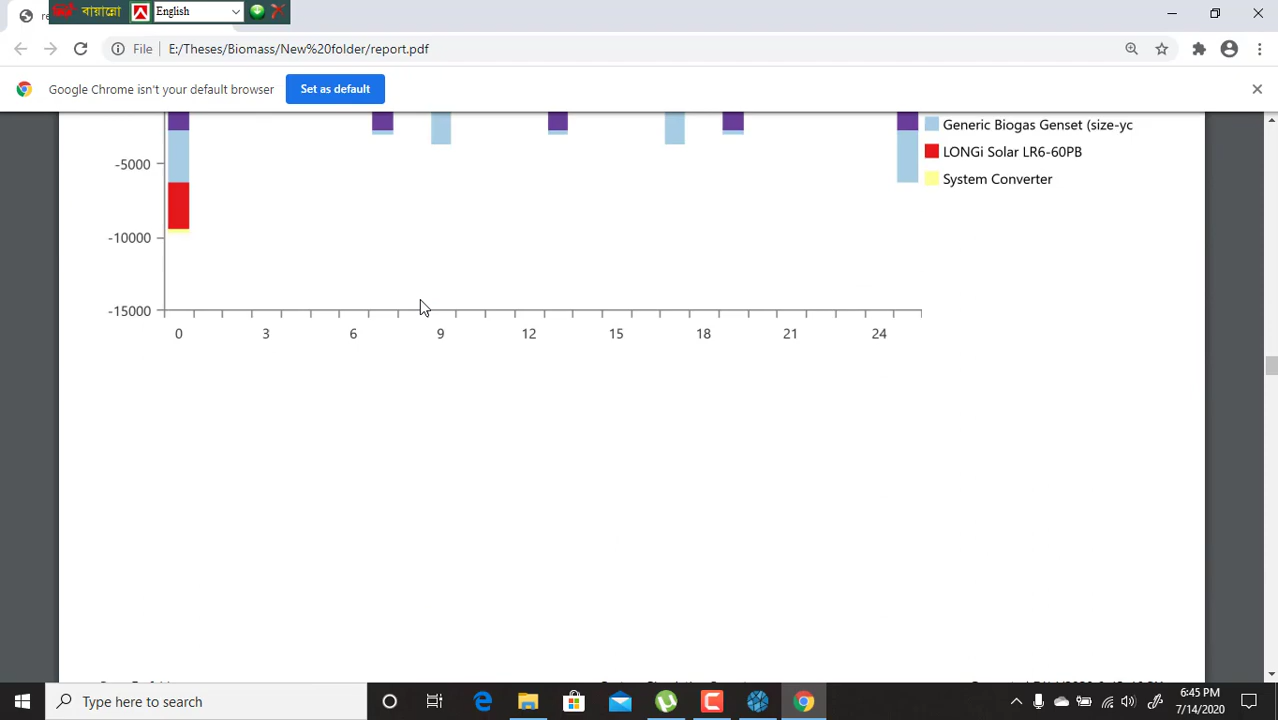 re
বায়ান্নো
English
File
E:/Theses/Biomass/New%20folder/report.pdf
Google Chrome isn't your default browser
Set as default
Generic Biogas Genset (size-yc
LONGi Solar LR6-60PB
System Converter
-5000
-10000
-15000
0 3 6 9 12 15 18 21 24
Type here to search
6:45 PM
7/14/2020